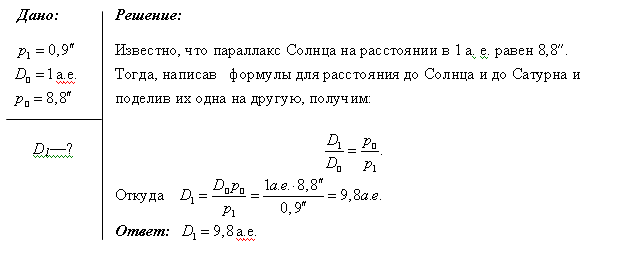 Дано:
p₁ = 0,9″
D₀ = 1 а.е.
p₀ = 8,8″
D₁—?
Решение:
Известно, что параллакс Солнца на расстоянии в 1 а. е. равен 8,8″.
Тогда, написав формулы для расстояния до Солнца и до Сатурна и
поделив их одна на другую, получим:
D₁/D₀ = p₀/p₁.
Откуда D₁ = D₀p₀/p₁ = 1а.е.·8,8″/0,9″ = 9,8а.е.
Ответ: D₁ = 9,8 а.е.